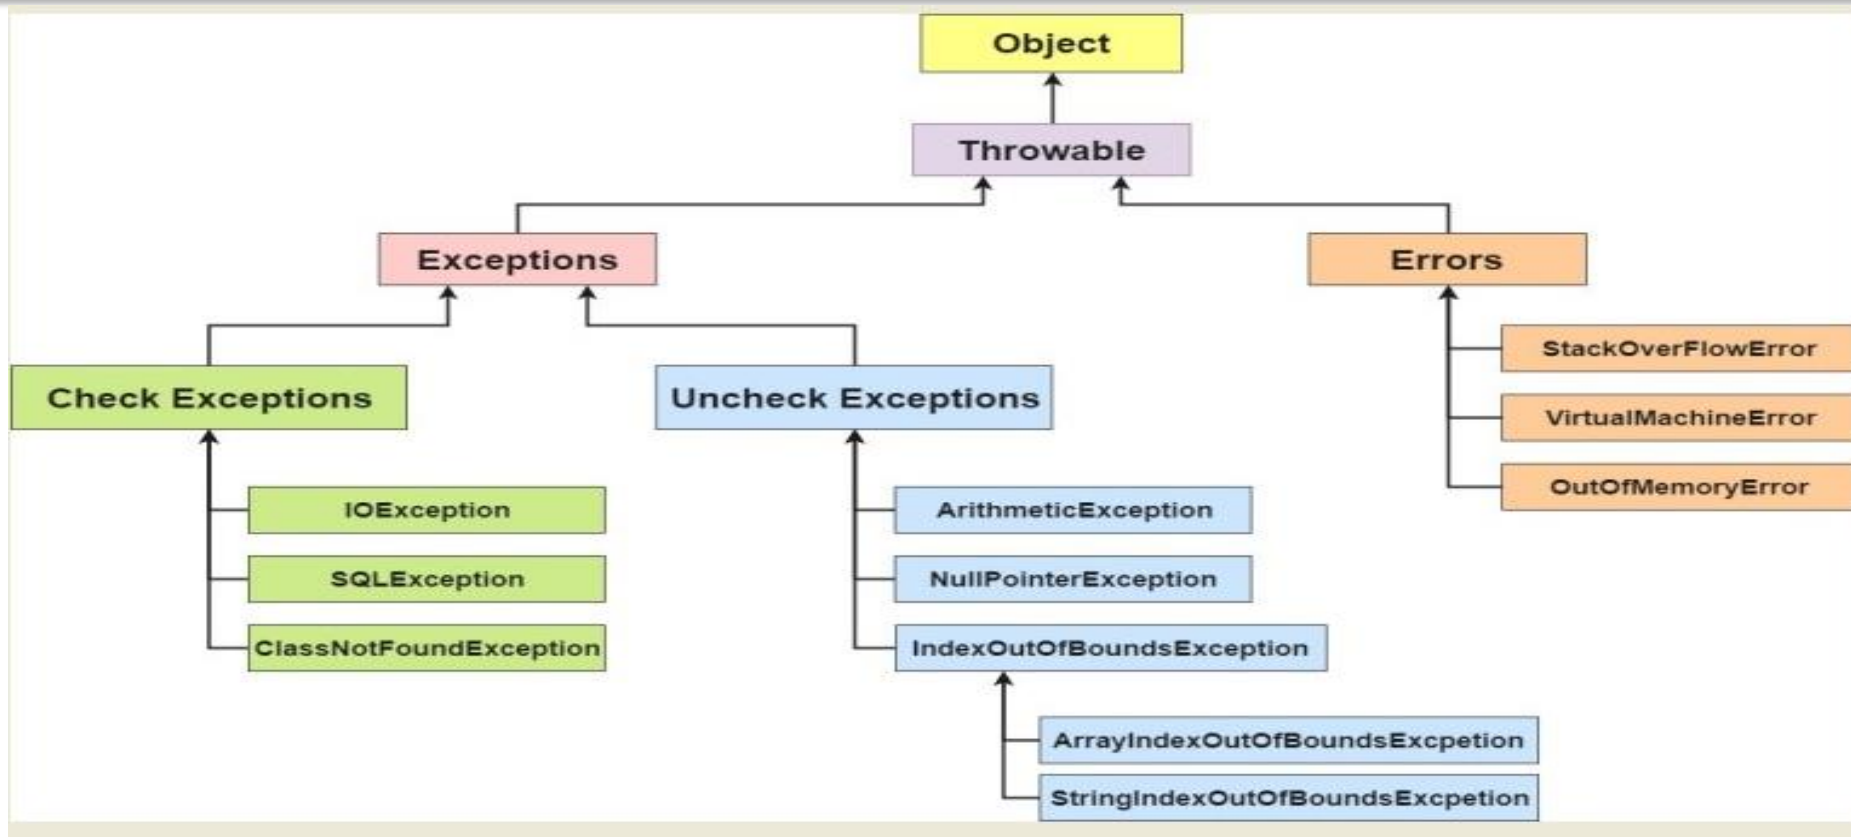 Object
Throwable
Exceptions
Errors
Check Exceptions
Uncheck Exceptions
IOException
SQLException
ClassNotFoundException
ArithmeticException
NullPointerException
IndexOutOfBoundsException
ArrayIndexOutOfBoundsExcpetion
StringIndexOutOfBoundsExcpetion
StackOverFlowError
VirtualMachineError
OutOfMemoryError